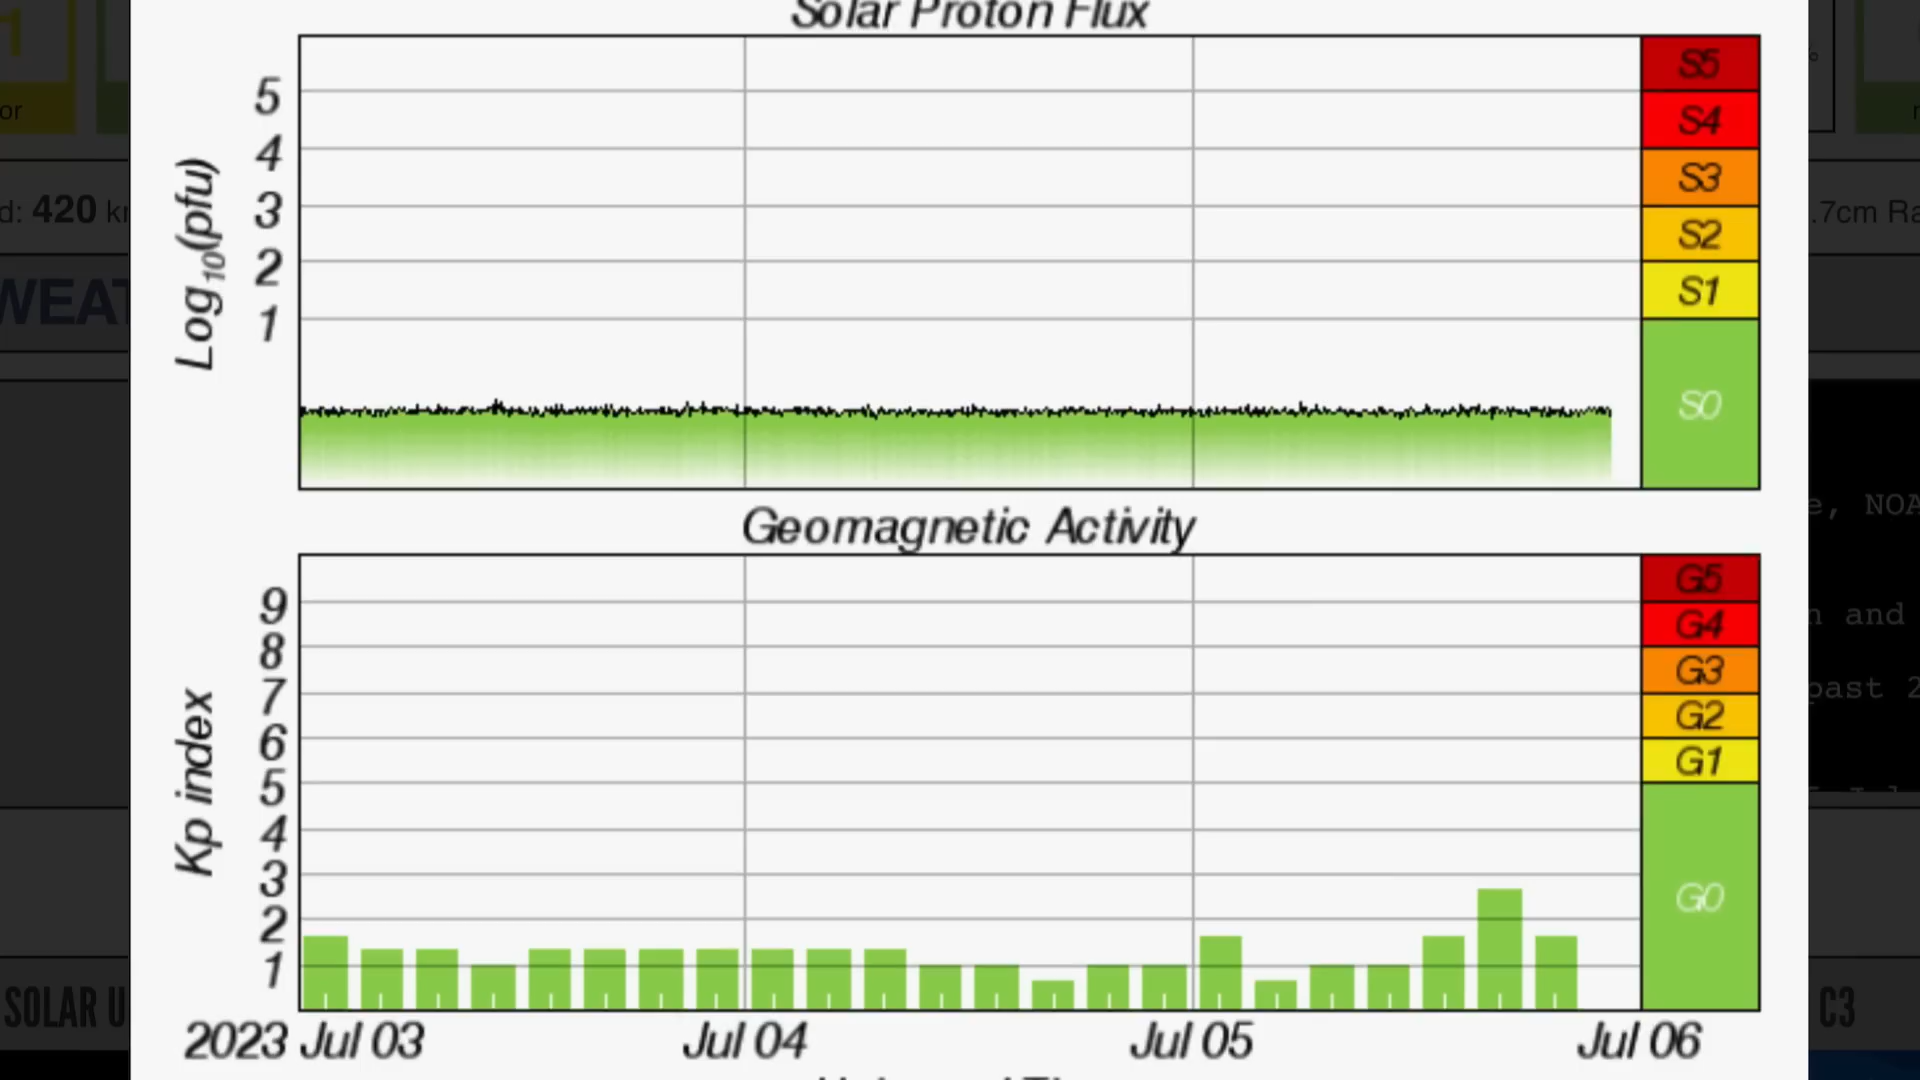 Solar Proton Flux
5
4
3
2
1
Log10(pfu)
S5
S4
S3
S2
S1
S0
Geomagnetic Activity
9
8
7
6
5
4
3
2
1
Kp index
G5
G4
G3
G2
G1
G0
2023 Jul 03 Jul 04 Jul 05 Jul 06
1
or
d: 420 k
WEAT
SOLAR U
.7cm Ra
e, NOA
n and
past 2
C3